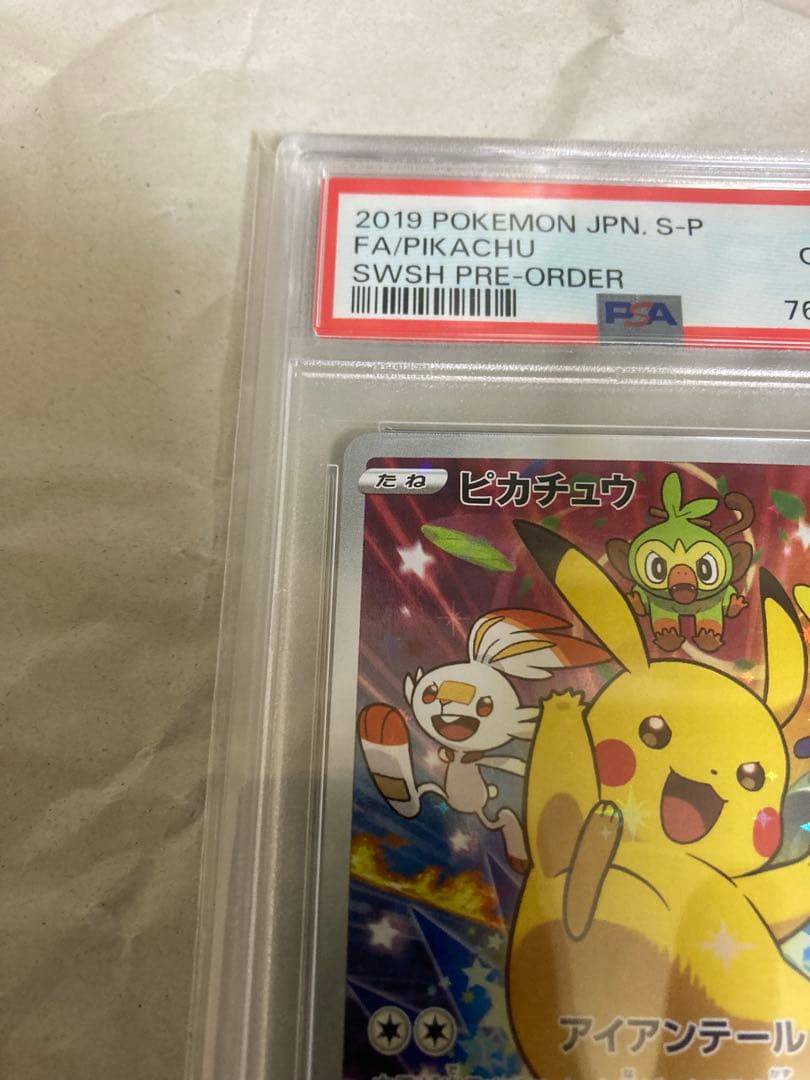 2019 POKEMON JPN. S-P
FA/PIKACHU
SWSH PRE-ORDER
76
PSA
たね ピカチュウ
アイアンテール